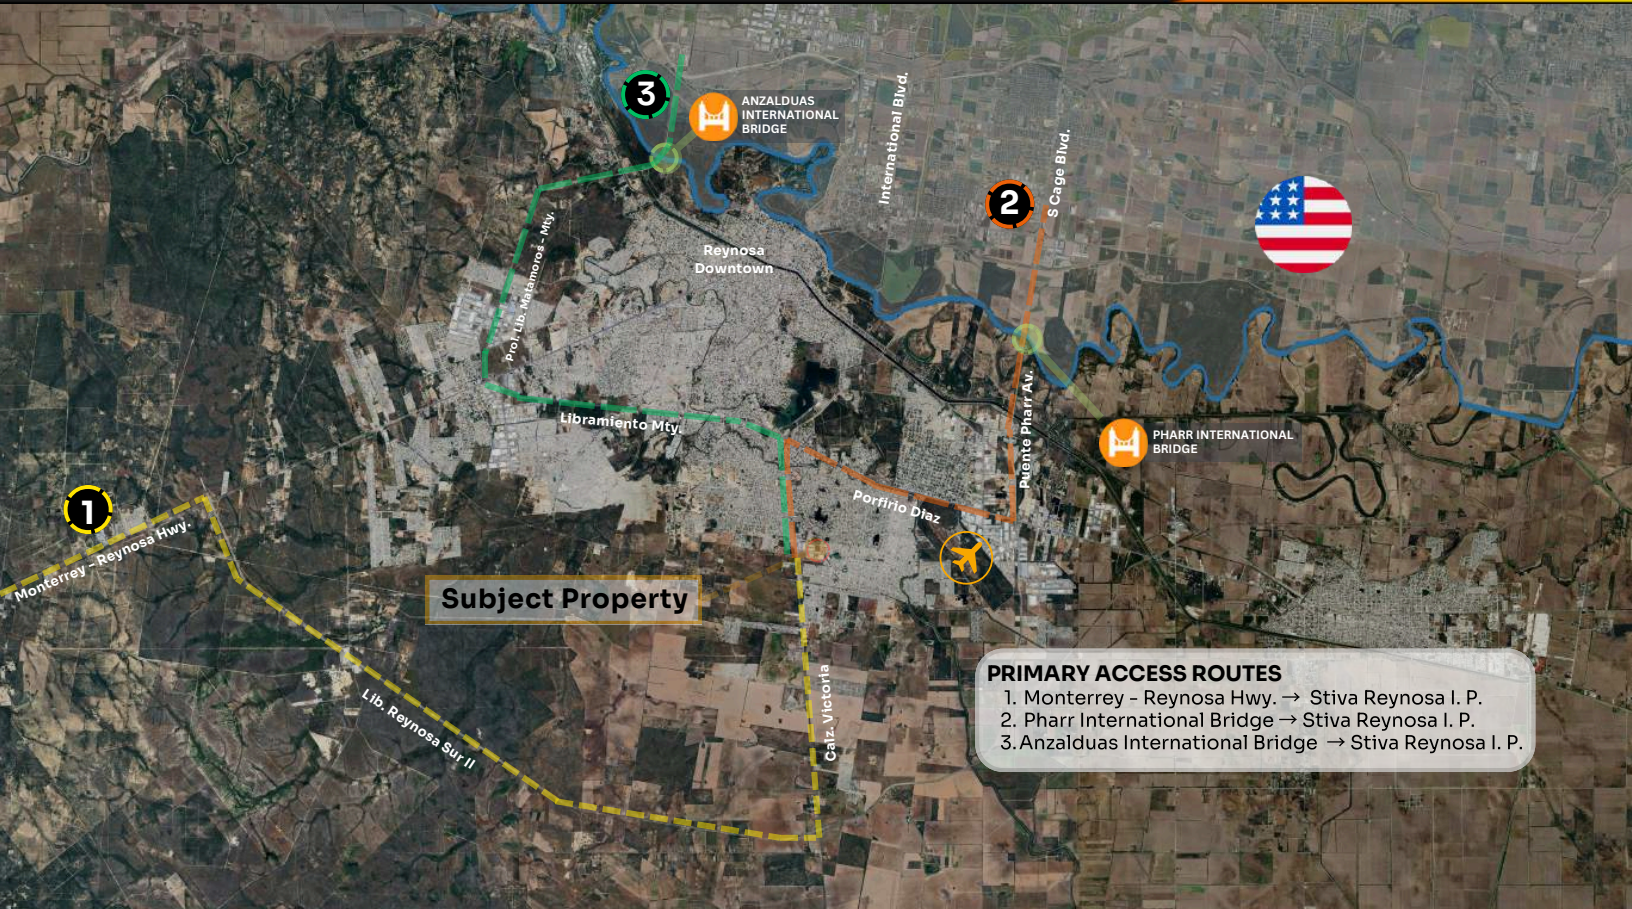 3
ANZALDUAS
INTERNATIONAL
BRIDGE
International Blvd.
S Cage Blvd.
2
Prol. Lib. Matamoros - Mty.
Reynosa
Downtown
Libramiento Mty.
Puente Pharr Av.
PHARR INTERNATIONAL
BRIDGE
Porfirio Diaz
1
Monterrey - Reynosa Hwy.
Subject Property
Lib. Reynosa Sur II
Calz. Victoria
PRIMARY ACCESS ROUTES
1. Monterrey - Reynosa Hwy. → Stiva Reynosa I. P.
2. Pharr International Bridge → Stiva Reynosa I. P.
3. Anzalduas International Bridge → Stiva Reynosa I. P.